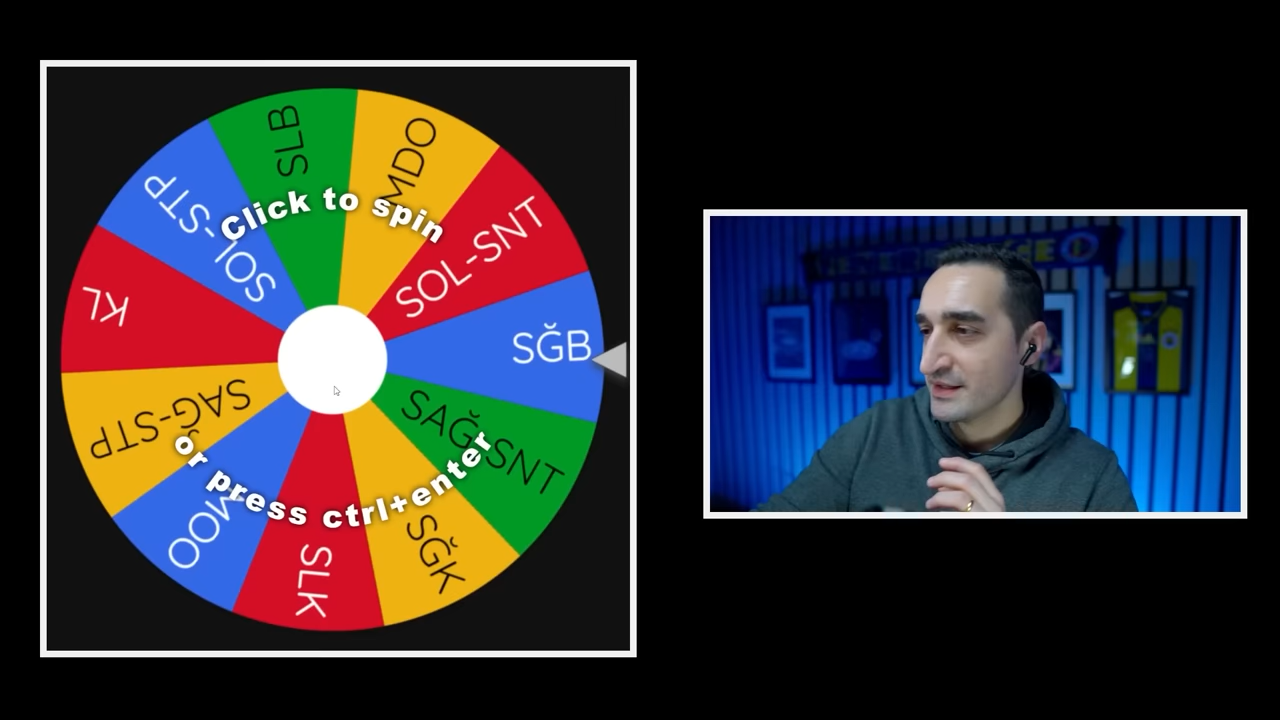 SLB
MDO
SOL-SNT
SĞB
SAĞ-SNT
SĞK
SLK
MOO
SAĞ-STP
KL
SOL-STP
Click to spin
or press ctrl+enter